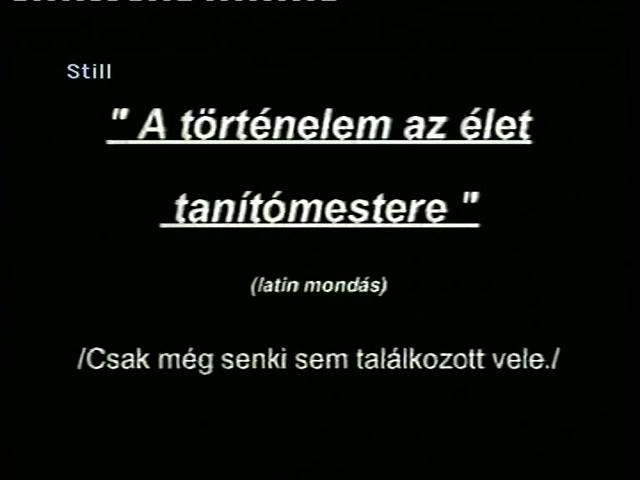 Still
" A történelem az élet
tanítómestere "
(latin mondás)
/Csak még senki sem találkozott vele./